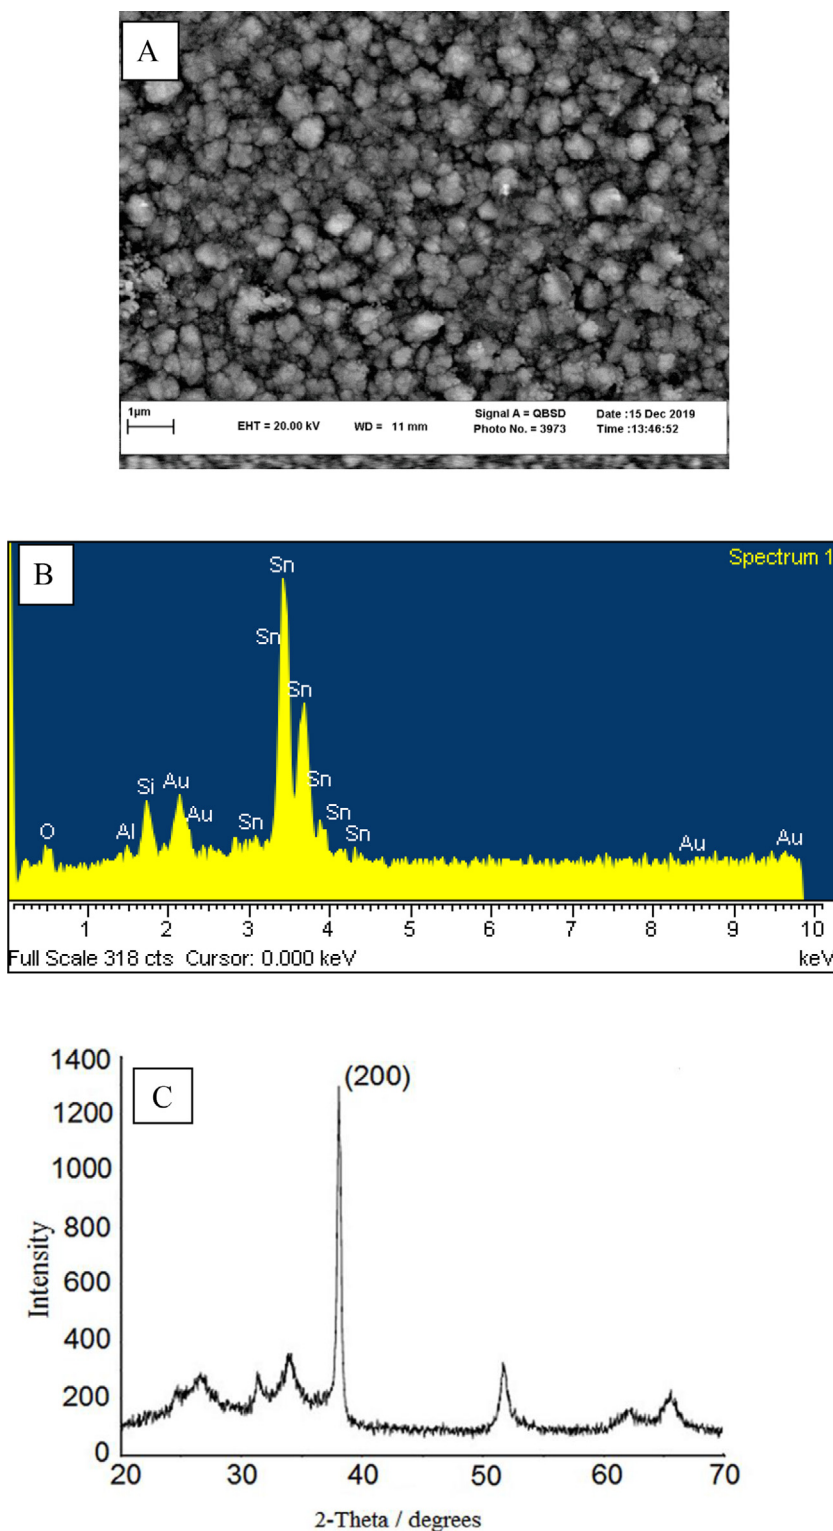 A
1µm
EHT = 20.00 kV
WD = 11 mm
Signal A = QBSD
Photo No. = 3973
Date :15 Dec 2019
Time :13:46:52
B
Spectrum 1
Sn
Sn
Sn
Sn
Sn
Sn
Sn
Si
Au
Au
O
Al
Au
Au
1 2 3 4 5 6 7 8 9 10
Full Scale 318 cts Cursor: 0.000 keV
keV
C
(200)
1400
1200
1000
800
600
400
200
0
Intensity
20 30 40 50 60 70
2-Theta / degrees